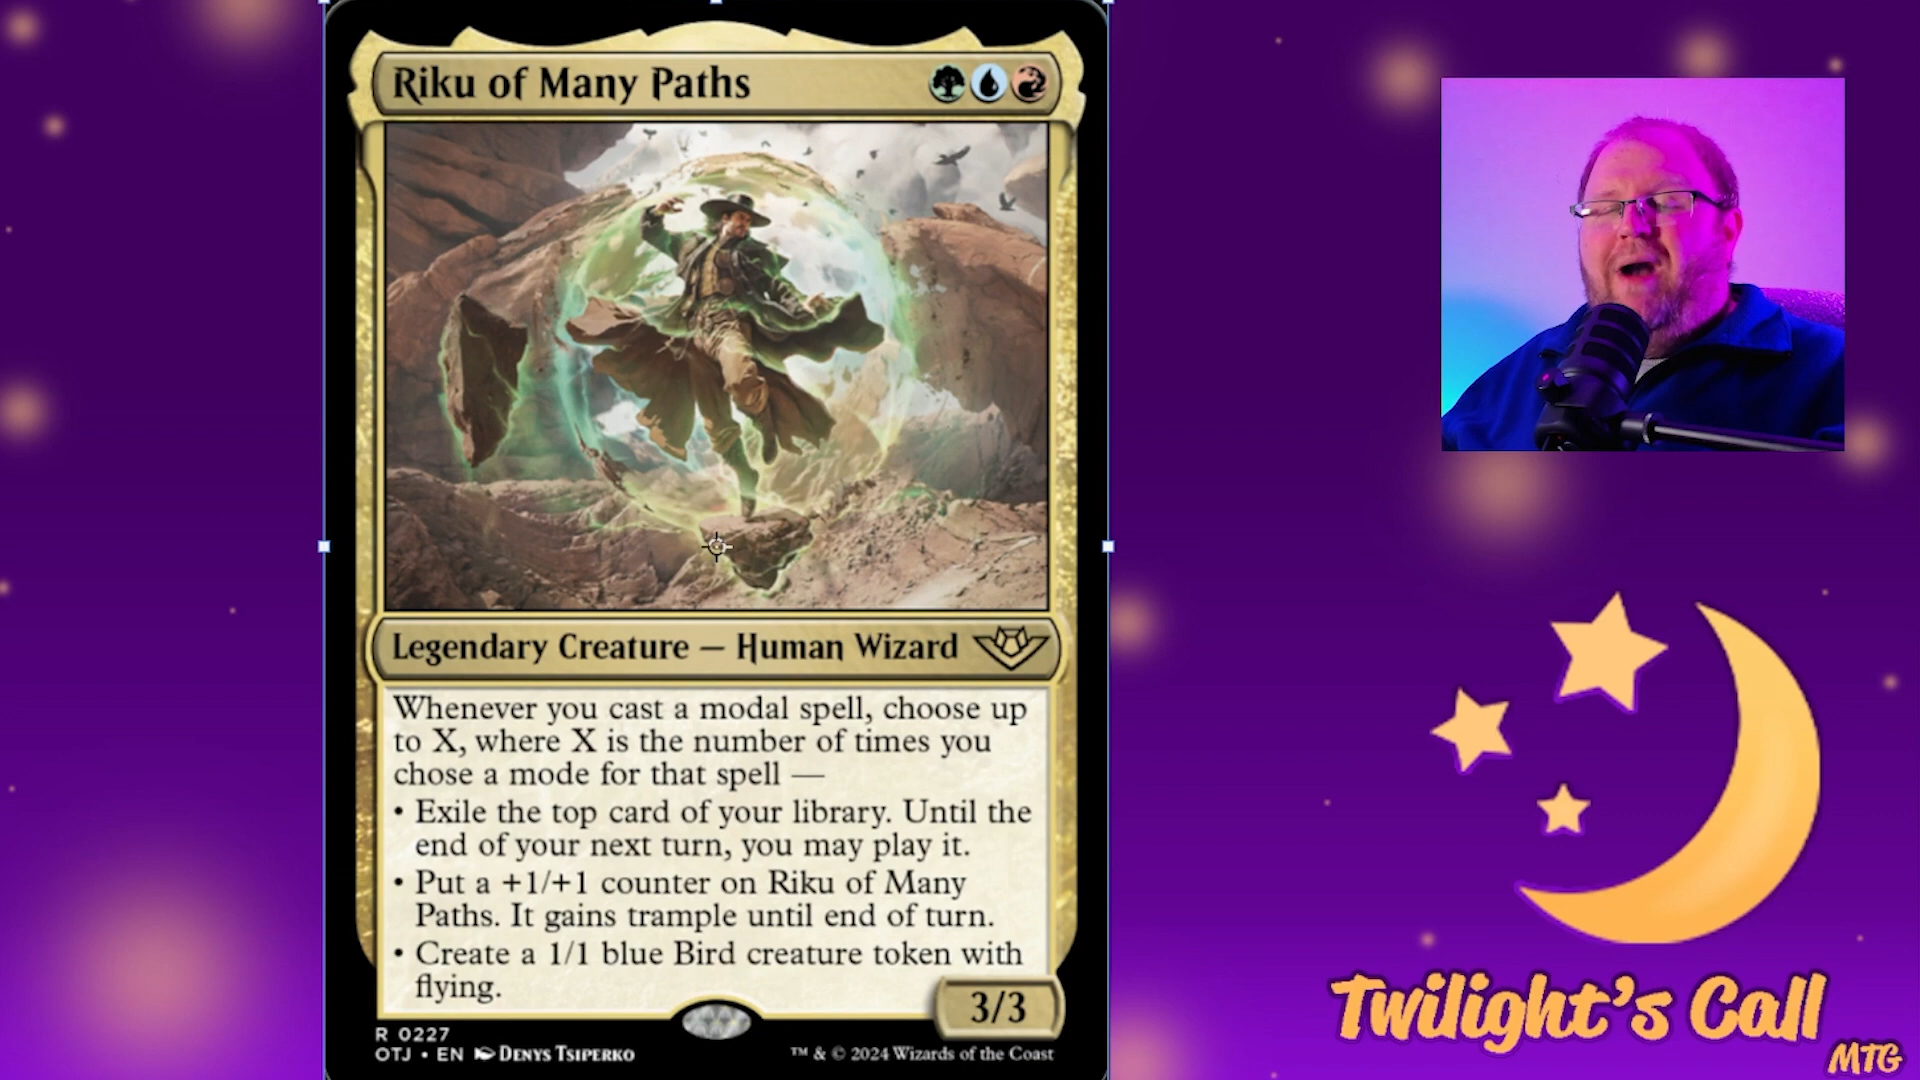 Riku of Many Paths
Legendary Creature — Human Wizard
Whenever you cast a modal spell, choose up
to X, where X is the number of times you
chose a mode for that spell —
• Exile the top card of your library. Until the
end of your next turn, you may play it.
• Put a +1/+1 counter on Riku of Many
Paths. It gains trample until end of turn.
• Create a 1/1 blue Bird creature token with
flying.
3/3
R 0227
OTJ • EN Denys Tsiperko
™ & © 2024 Wizards of the Coast
Twilight's Call
MTG